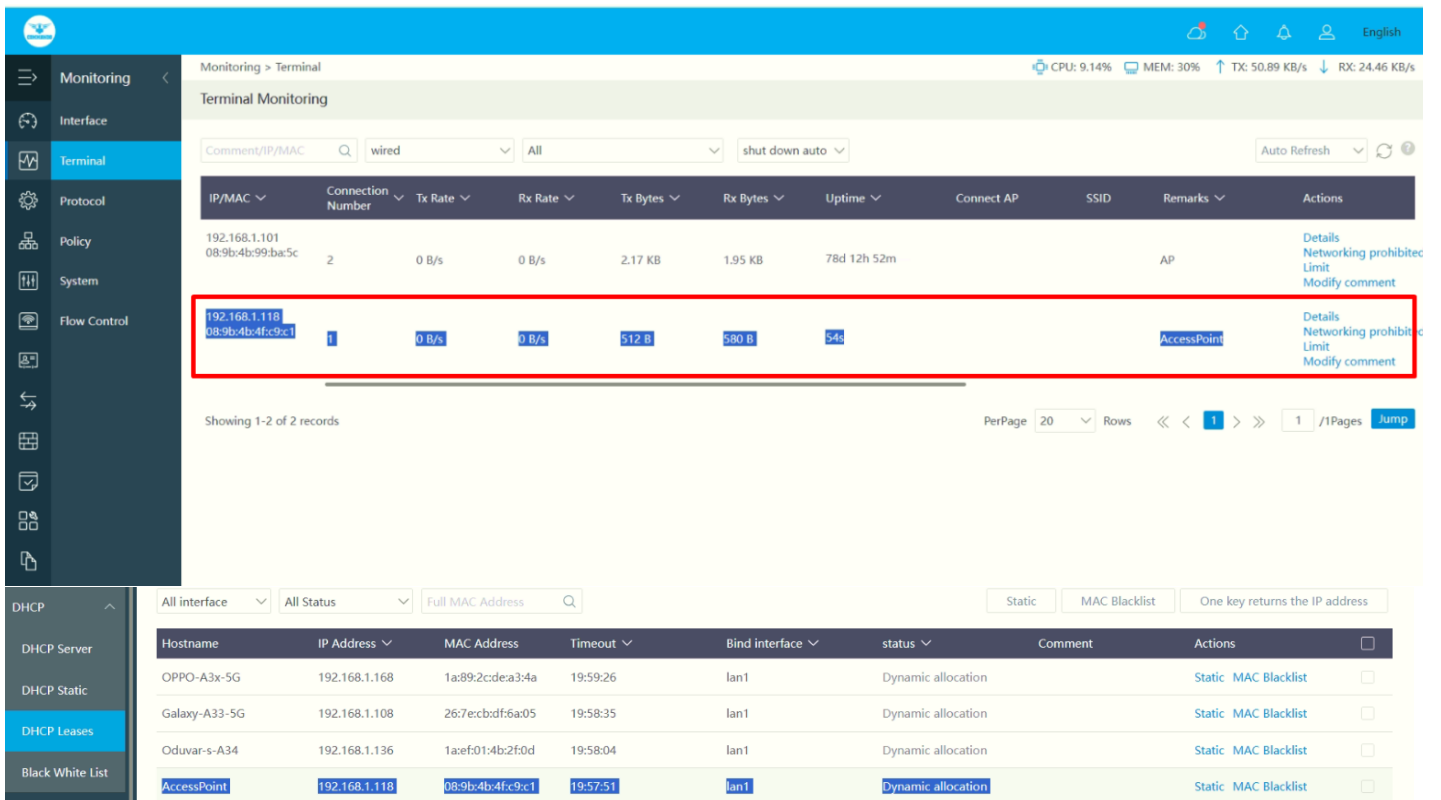 English
Monitoring
Monitoring > Terminal
CPU: 9.14% MEM: 30% TX: 50.89 KB/s RX: 24.46 KB/s
Terminal Monitoring
Interface
Terminal
Protocol
Policy
System
Flow Control
Comment/IP/MAC wired All shut down auto Auto Refresh
IP/MAC Connection Number Tx Rate Rx Rate Tx Bytes Rx Bytes Uptime Connect AP SSID Remarks Actions
192.168.1.101
08:9b:4b:99:ba:5c
2 0 B/s 0 B/s 2.17 KB 1.95 KB 78d 12h 52m AP
Details
Networking prohibited
Limit
Modify comment
192.168.1.118
08:9b:4b:4f:c9:c1
1 0 B/s 0 B/s 512 B 580 B 54s AccessPoint
Details
Networking prohibited
Limit
Modify comment
Showing 1-2 of 2 records PerPage 20 Rows 1 1 /1Pages Jump
DHCP
DHCP Server
DHCP Static
DHCP Leases
Black White List
All interface All Status Full MAC Address Static MAC Blacklist One key returns the IP address
Hostname IP Address MAC Address Timeout Bind interface status Comment Actions
OPPO-A3x-5G 192.168.1.168 1a:89:2c:de:a3:4a 19:59:26 lan1 Dynamic allocation Static MAC Blacklist
Galaxy-A33-5G 192.168.1.108 26:7e:cb:df:6a:05 19:58:35 lan1 Dynamic allocation Static MAC Blacklist
Oduvar-s-A34 192.168.1.136 1a:ef:01:4b:2f:0d 19:58:04 lan1 Dynamic allocation Static MAC Blacklist
AccessPoint 192.168.1.118 08:9b:4b:4f:c9:c1 19:57:51 lan1 Dynamic allocation Static MAC Blacklist